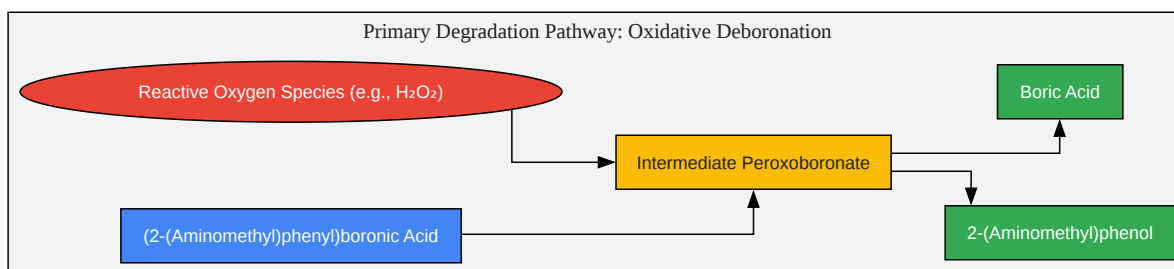 Primary Degradation Pathway: Oxidative Deboronation
Reactive Oxygen Species (e.g., H₂O₂)
Boric Acid
Intermediate Peroxoboronate
(2-(Aminomethyl)phenyl)boronic Acid
2-(Aminomethyl)phenol